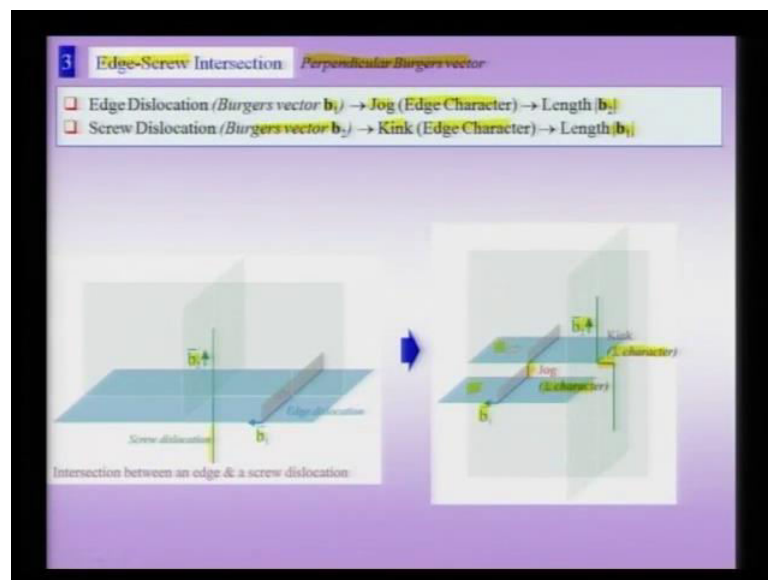 3 Edge-Screw Intersection Perpendicular Burgers vector
❑ Edge Dislocation (Burgers vector b₁) → Jog (Edge Character) → Length |b₂|
❑ Screw Dislocation (Burgers vector b₂) → Kink (Edge Character) → Length |b₁|
b₂
Edge dislocation
Screw dislocation
b₁
Intersection between an edge & a screw dislocation
b₂
Kink
(⊥ character)
Jog
(⊥ character)
b₁